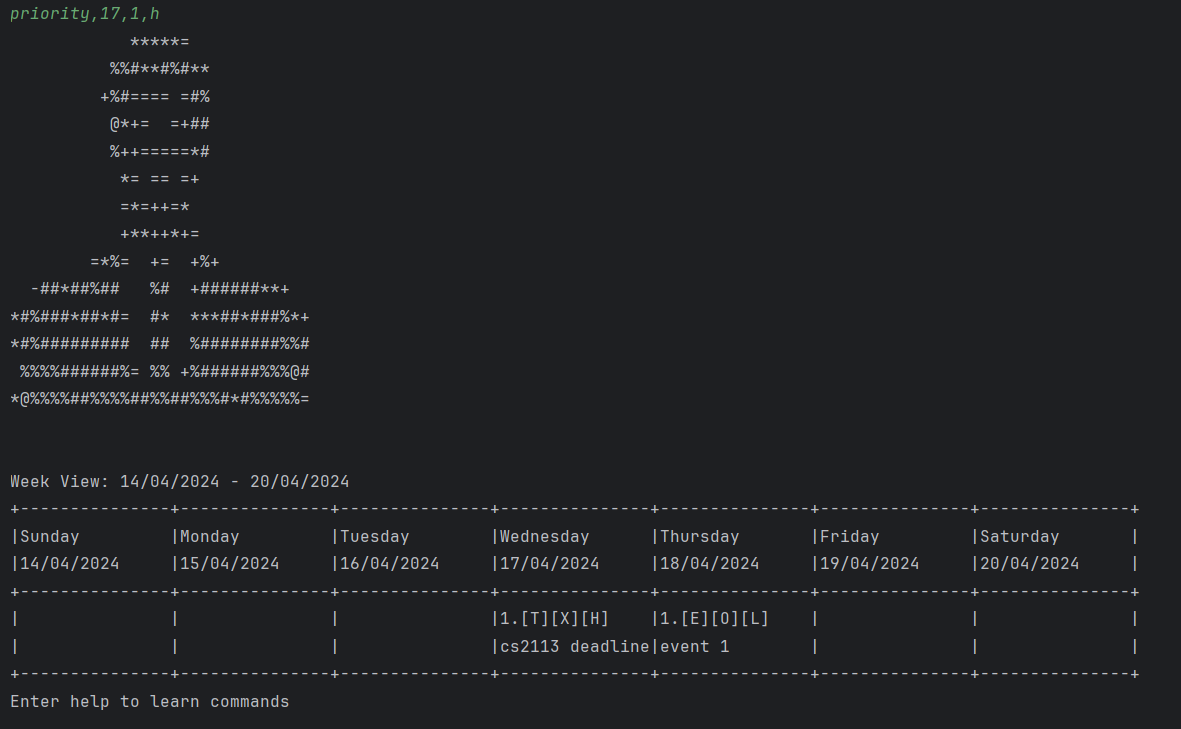 priority,17,1,h
            *****=
          %%#**#%#**
         +%#==== =#%
          @*+=  =+##
          %++=====*#
           *= == =+
           =*=++=*
           +**++*+=
        =*%=  +=  +%+
  -##*##%##   %#  +######**+
*#%###*##*#=  #*  ***##*###%*+
*#%#########  ##  %########%%#
 %%%%######%= %% +%######%%%@#
*@%%%%##%%%%##%%##%%%#*#%%%%%=
Week View: 14/04/2024 - 20/04/2024
+---------------+---------------+---------------+---------------+---------------+---------------+---------------+
|Sunday         |Monday         |Tuesday        |Wednesday      |Thursday       |Friday         |Saturday       |
|14/04/2024     |15/04/2024     |16/04/2024     |17/04/2024     |18/04/2024     |19/04/2024     |20/04/2024     |
+---------------+---------------+---------------+---------------+---------------+---------------+---------------+
|               |               |               |1.[T][X][H]    |1.[E][O][L]    |               |               |
|               |               |               |cs2113 deadline|event 1        |               |               |
+---------------+---------------+---------------+---------------+---------------+---------------+---------------+
Enter help to learn commands